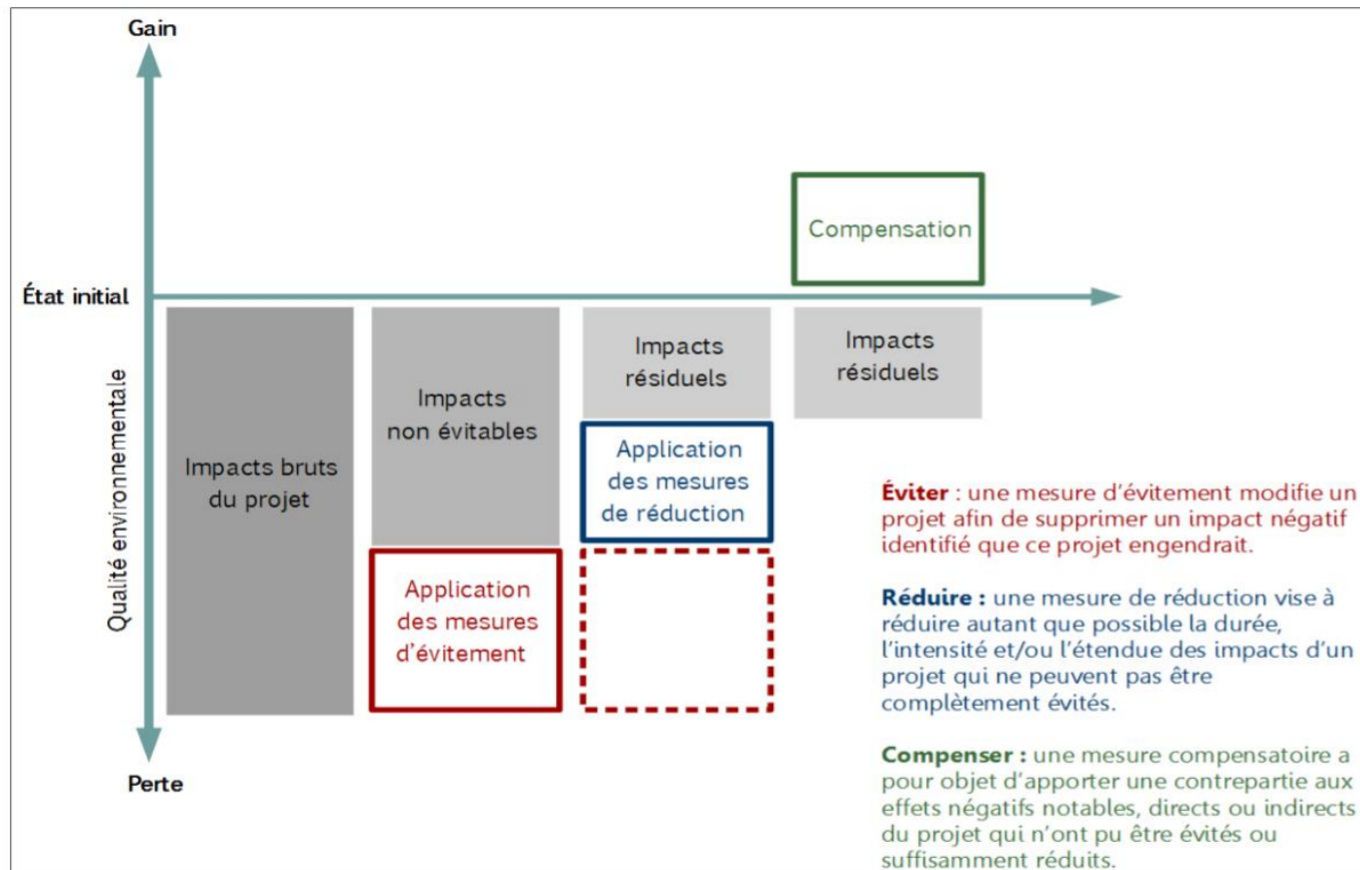 Gain
Compensation
État initial
Qualité environnementale
Impacts bruts
du projet
Impacts
non évitables
Application
des mesures
d’évitement
Impacts
résiduels
Application
des mesures
de réduction
Impacts
résiduels
Perte
Éviter : une mesure d’évitement modifie un
projet afin de supprimer un impact négatif
identifié que ce projet engendrait.
Réduire : une mesure de réduction vise à
réduire autant que possible la durée,
l’intensité et/ou l’étendue des impacts d’un
projet qui ne peuvent pas être
complètement évités.
Compenser : une mesure compensatoire a
pour objet d’apporter une contrepartie aux
effets négatifs notables, directs ou indirects
du projet qui n’ont pu être évités ou
suffisamment réduits.